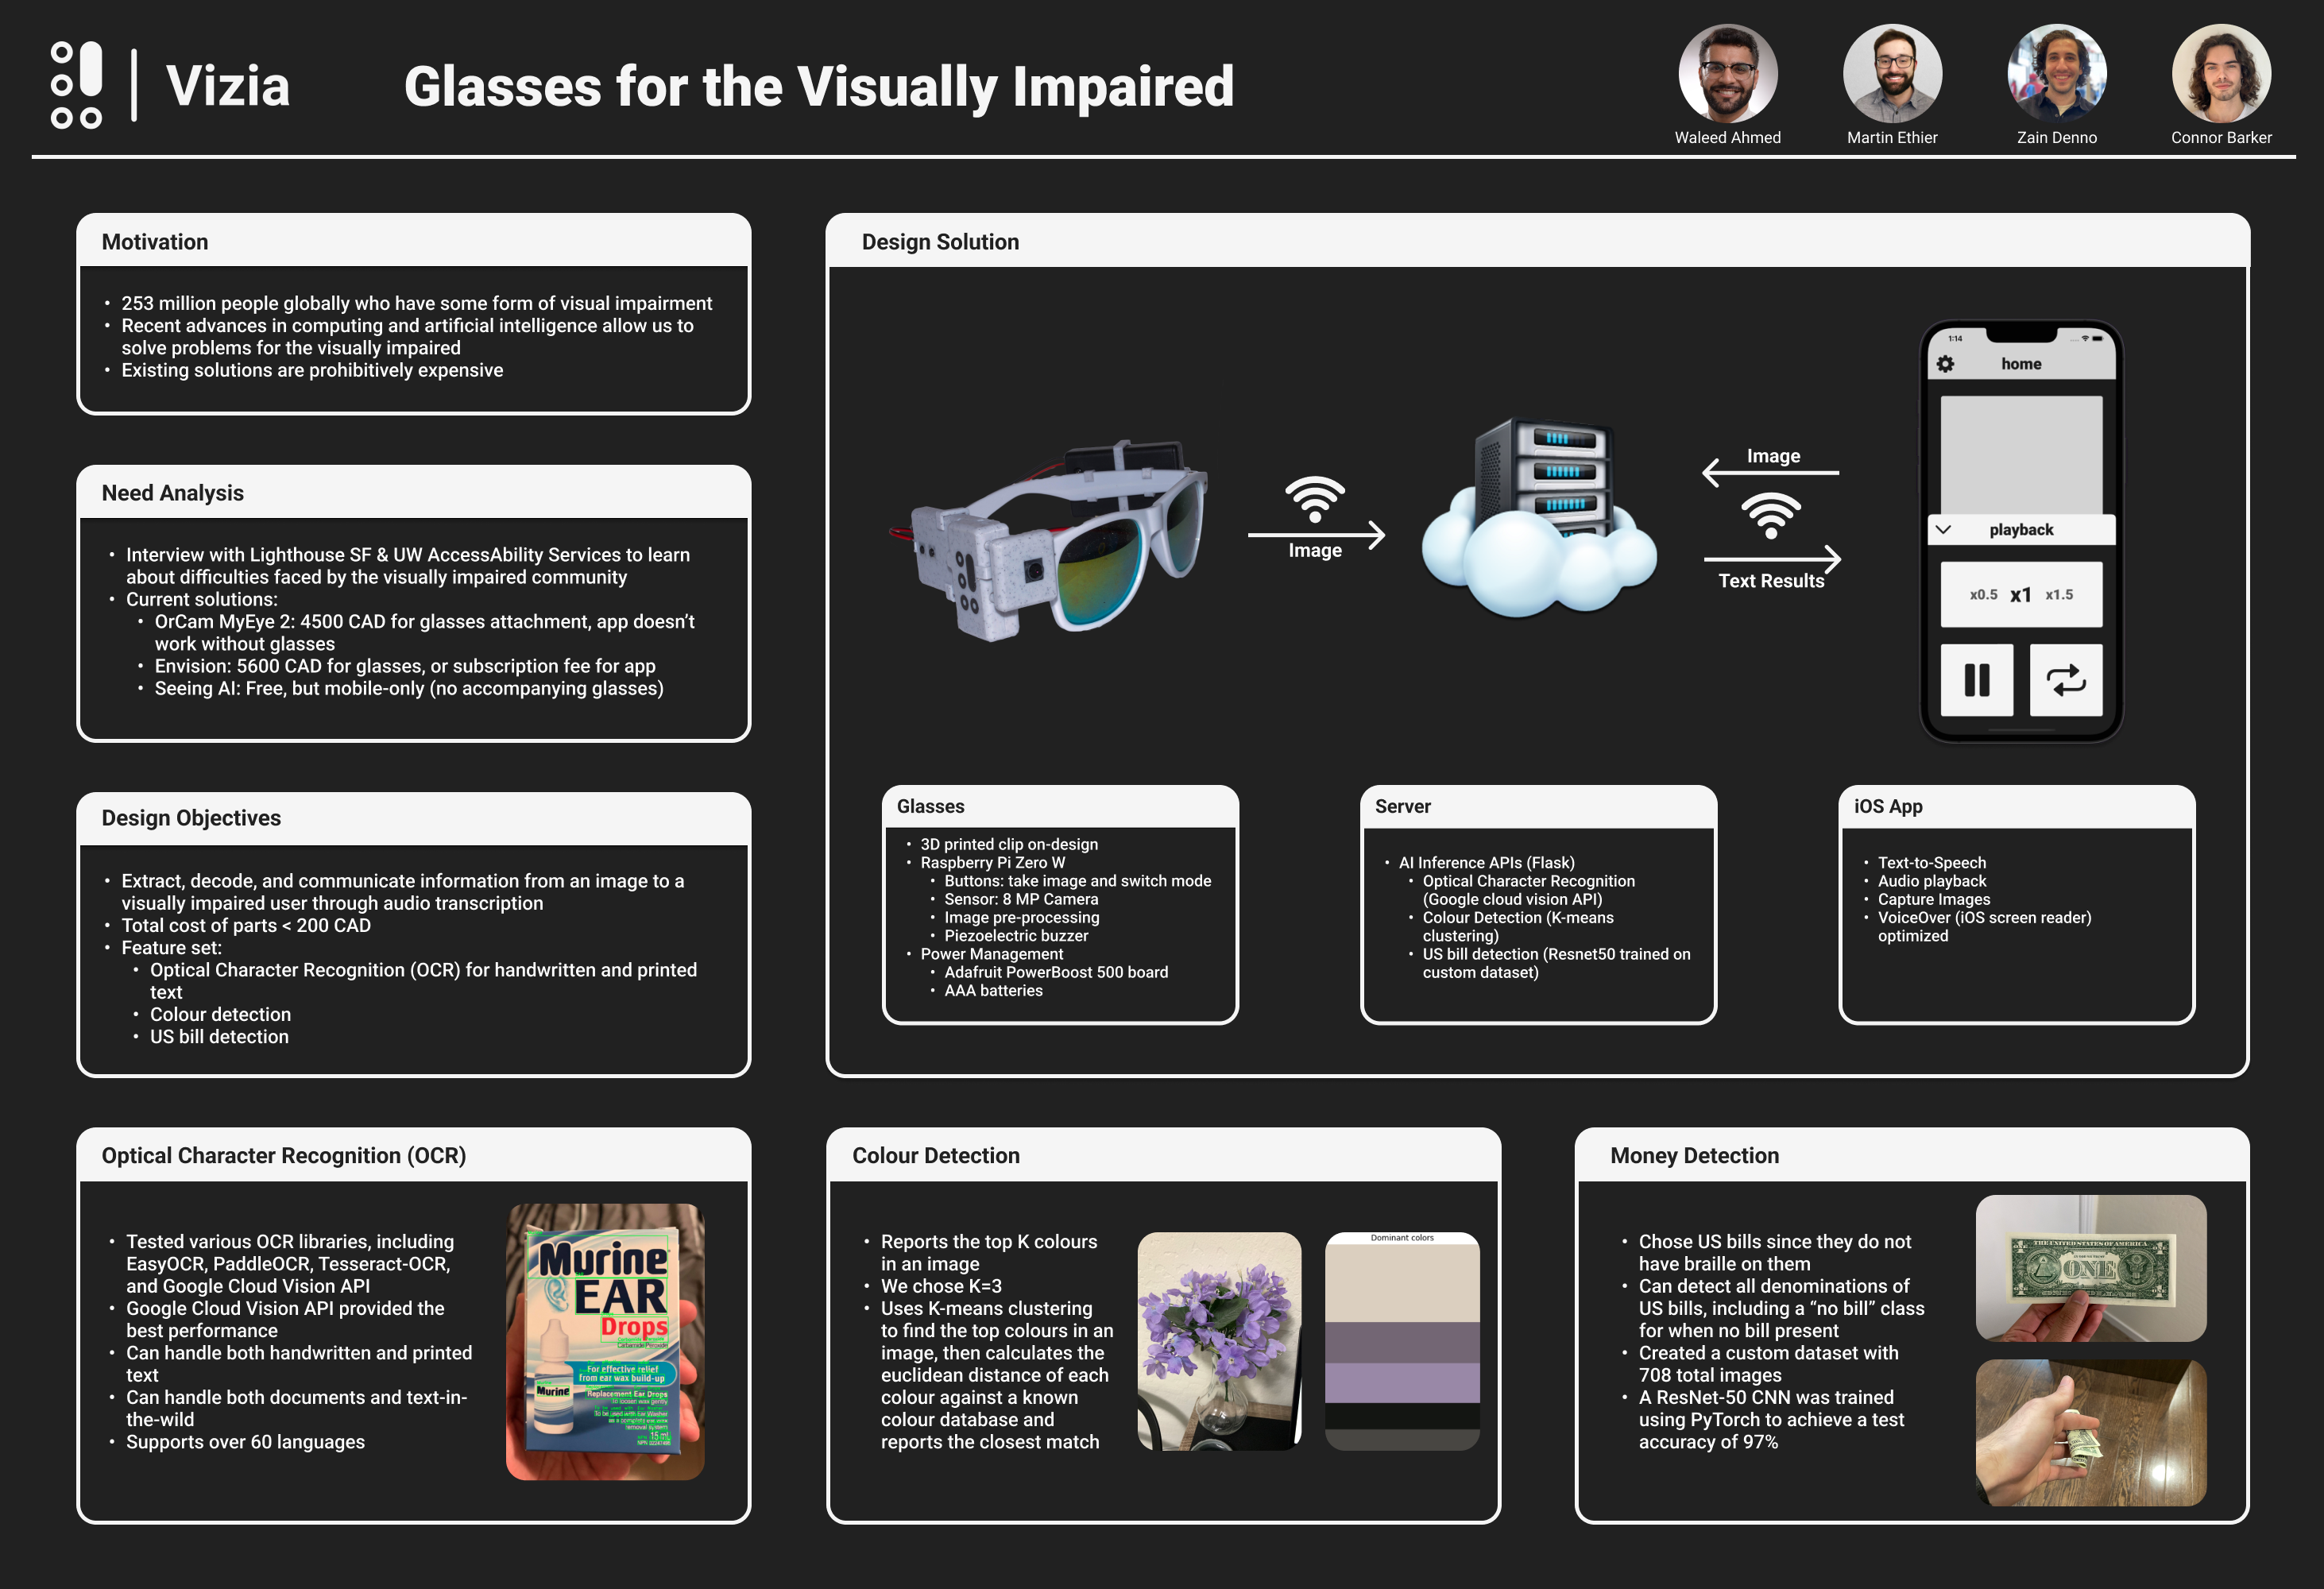 Vizia
Glasses for the Visually Impaired
Waleed Ahmed
Martin Ethier
Zain Denno
Connor Barker
Motivation
• 253 million people globally who have some form of visual impairment
• Recent advances in computing and artificial intelligence allow us to
solve problems for the visually impaired
• Existing solutions are prohibitively expensive
Need Analysis
• Interview with Lighthouse SF & UW AccessAbility Services to learn
about difficulties faced by the visually impaired community
• Current solutions:
• OrCam MyEye 2: 4500 CAD for glasses attachment, app doesn’t
work without glasses
• Envision: 5600 CAD for glasses, or subscription fee for app
• Seeing AI: Free, but mobile-only (no accompanying glasses)
Design Objectives
• Extract, decode, and communicate information from an image to a
visually impaired user through audio transcription
• Total cost of parts < 200 CAD
• Feature set:
• Optical Character Recognition (OCR) for handwritten and printed
text
• Colour detection
• US bill detection
Design Solution
Image
Image
Text Results
1:14
home
playback
x0.5 x1 x1.5
Glasses
• 3D printed clip on-design
• Raspberry Pi Zero W
• Buttons: take image and switch mode
• Sensor: 8 MP Camera
• Image pre-processing
• Piezoelectric buzzer
• Power Management
• Adafruit PowerBoost 500 board
• AAA batteries
Server
• AI Inference APIs (Flask)
• Optical Character Recognition
(Google cloud vision API)
• Colour Detection (K-means
clustering)
• US bill detection (Resnet50 trained on
custom dataset)
iOS App
• Text-to-Speech
• Audio playback
• Capture Images
• VoiceOver (iOS screen reader)
optimized
Optical Character Recognition (OCR)
• Tested various OCR libraries, including
EasyOCR, PaddleOCR, Tesseract-OCR,
and Google Cloud Vision API
• Google Cloud Vision API provided the
best performance
• Can handle both handwritten and printed
text
• Can handle both documents and text-in-
the-wild
• Supports over 60 languages
Murine
EAR
Drops
Carbamide Peroxide
For effective relief
from ear wax build-up
Murine
Replacement Ear Drops
To loosen wax gently
To be used with Ear Washer
as a complete ear wax
removal system
15 mL
Colour Detection
• Reports the top K colours
in an image
• We chose K=3
• Uses K-means clustering
to find the top colours in an
image, then calculates the
euclidean distance of each
colour against a known
colour database and
reports the closest match
Dominant colors
Money Detection
• Chose US bills since they do not
have braille on them
• Can detect all denominations of
US bills, including a “no bill” class
for when no bill present
• Created a custom dataset with
708 total images
• A ResNet-50 CNN was trained
using PyTorch to achieve a test
accuracy of 97%
THE UNITED STATES OF AMERICA
ONE